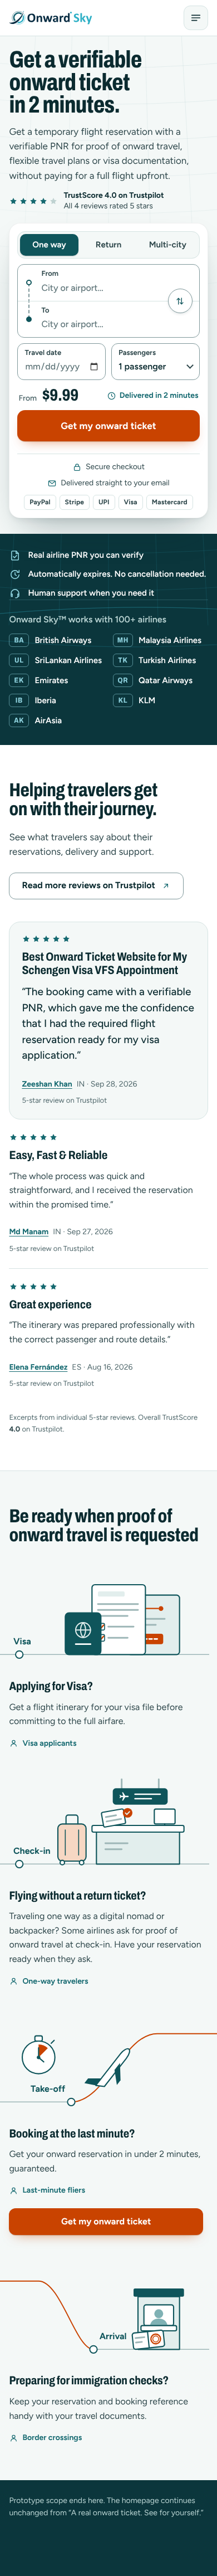 Onward Sky
Get a verifiable
onward ticket
in 2 minutes.
Get a temporary flight reservation with a
verifiable PNR for proof of onward travel,
flexible travel plans or visa documentation,
without paying for a full flight upfront.
TrustScore 4.0 on Trustpilot
All 4 reviews rated 5 stars
One way
Return
Multi-city
From
City or airport...
To
City or airport...
Travel date
mm/dd/yyyy
Passengers
1 passenger
From $9.99
Delivered in 2 minutes
Get my onward ticket
Secure checkout
Delivered straight to your email
PayPal
Stripe
UPI
Visa
Mastercard
Real airline PNR you can verify
Automatically expires. No cancellation needed.
Human support when you need it
Onward Sky™ works with 100+ airlines
BA British Airways
MH Malaysia Airlines
UL SriLankan Airlines
TK Turkish Airlines
EK Emirates
QR Qatar Airways
IB Iberia
KL KLM
AK AirAsia
Helping travelers get
on with their journey.
See what travelers say about their
reservations, delivery and support.
Read more reviews on Trustpilot
Best Onward Ticket Website for My
Schengen Visa VFS Appointment
“The booking came with a verifiable
PNR, which gave me the confidence
that I had the required flight
reservation ready for my visa
application.”
Zeeshan Khan IN · Sep 28, 2026
5-star review on Trustpilot
Easy, Fast & Reliable
“The whole process was quick and
straightforward, and I received the reservation
within the promised time.”
Md Manam IN · Sep 27, 2026
5-star review on Trustpilot
Great experience
“The itinerary was prepared professionally with
the correct passenger and route details.”
Elena Fernández ES · Aug 16, 2026
5-star review on Trustpilot
Excerpts from individual 5-star reviews. Overall TrustScore
4.0 on Trustpilot.
Be ready when proof of
onward travel is requested
Visa
Applying for Visa?
Get a flight itinerary for your visa file before
committing to the full airfare.
Visa applicants
Check-in
Flying without a return ticket?
Traveling one way as a digital nomad or
backpacker? Some airlines ask for proof of
onward travel at check-in. Have your reservation
ready when they ask.
One-way travelers
Take-off
Booking at the last minute?
Get your onward reservation in under 2 minutes,
guaranteed.
Last-minute fliers
Get my onward ticket
Arrival
Preparing for immigration checks?
Keep your reservation and booking reference
handy with your travel documents.
Border crossings
Prototype scope ends here. The homepage continues
unchanged from “A real onward ticket. See for yourself.”